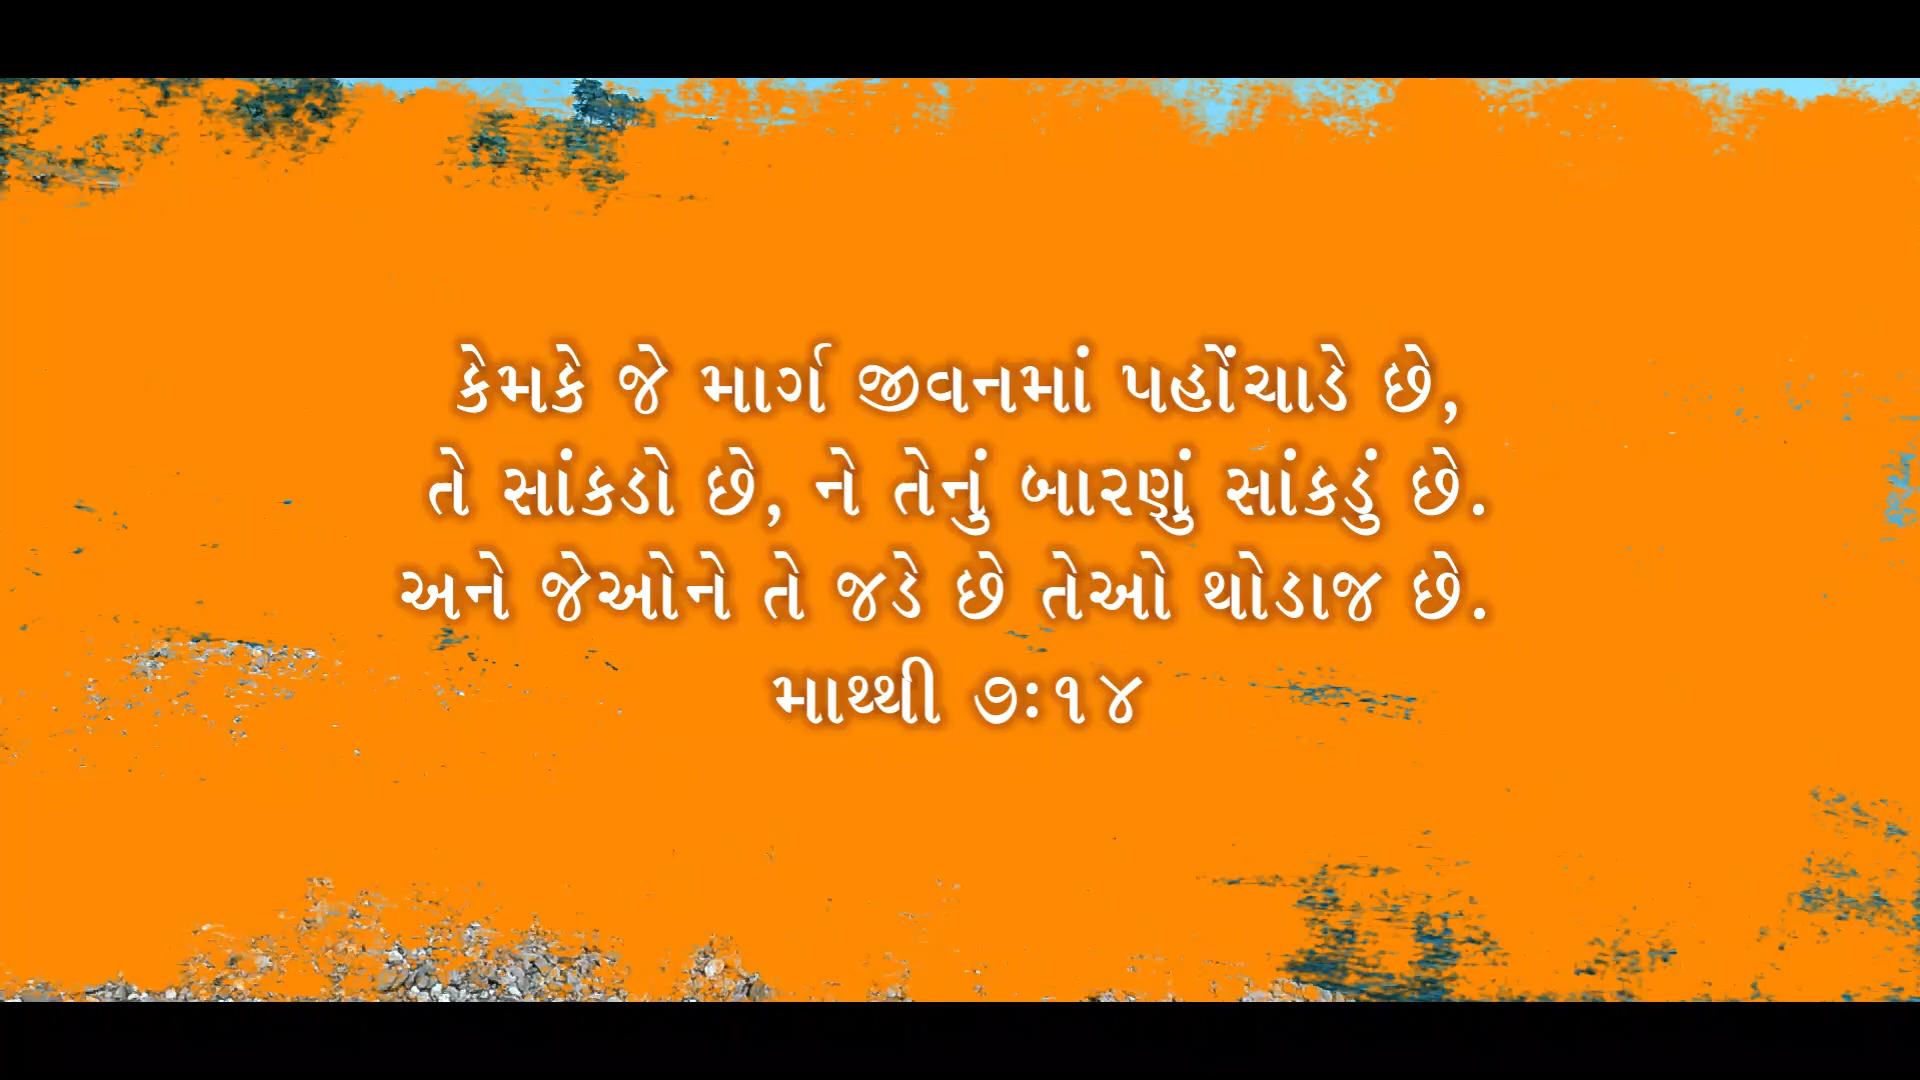 કેમકે જે માર્ગ જીવનમાં પહોંચાડે છે,
તે સાંકડો છે, ને તેનું બારણું સાંકડું છે.
અને જેઓને તે જડે છે તેઓ થોડાજ છે.
માથ્થી ૭:૧૪